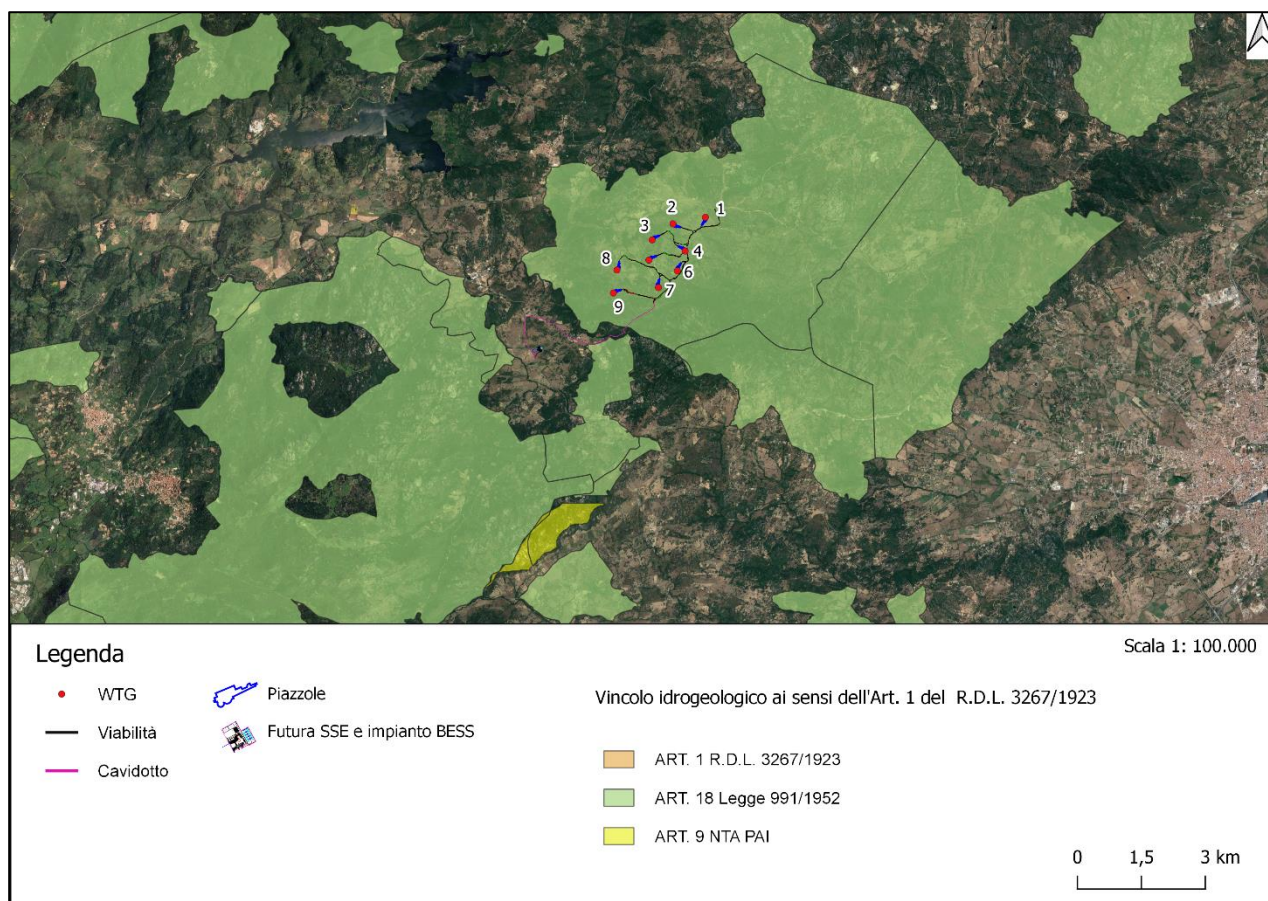 1
2
3
4
8
6
7
9
Legenda
Scala 1: 100.000
WTG
Piazzole
Vincolo idrogeologico ai sensi dell'Art. 1 del R.D.L. 3267/1923
Viabilità
Futura SSE e impianto BESS
Cavidotto
ART. 1 R.D.L. 3267/1923
ART. 18 Legge 991/1952
ART. 9 NTA PAI
0 1,5 3 km